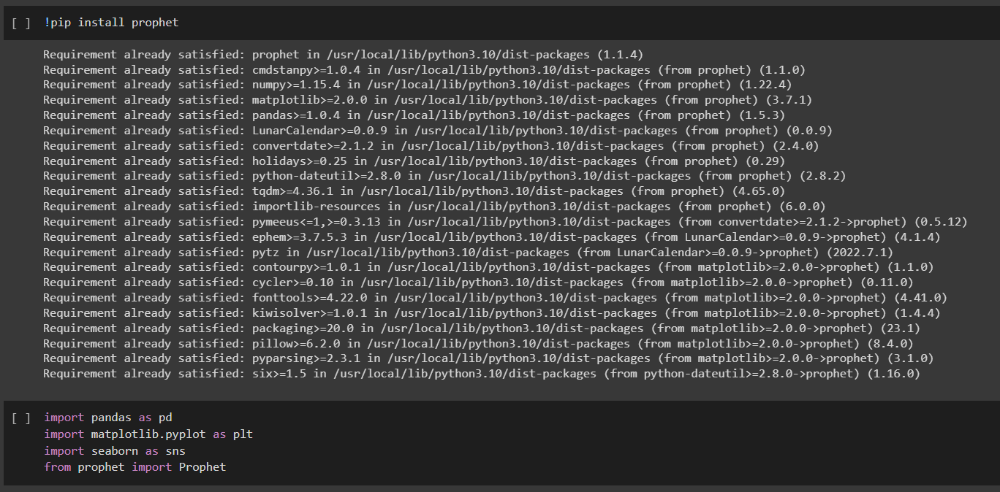 [ ] !pip install prophet
Requirement already satisfied: prophet in /usr/local/lib/python3.10/dist-packages (1.1.4)
Requirement already satisfied: cmdstanpy>=1.0.4 in /usr/local/lib/python3.10/dist-packages (from prophet) (1.1.0)
Requirement already satisfied: numpy>=1.15.4 in /usr/local/lib/python3.10/dist-packages (from prophet) (1.22.4)
Requirement already satisfied: matplotlib>=2.0.0 in /usr/local/lib/python3.10/dist-packages (from prophet) (3.7.1)
Requirement already satisfied: pandas>=1.0.4 in /usr/local/lib/python3.10/dist-packages (from prophet) (1.5.3)
Requirement already satisfied: LunarCalendar>=0.0.9 in /usr/local/lib/python3.10/dist-packages (from prophet) (0.0.9)
Requirement already satisfied: convertdate>=2.1.2 in /usr/local/lib/python3.10/dist-packages (from prophet) (2.4.0)
Requirement already satisfied: holidays>=0.25 in /usr/local/lib/python3.10/dist-packages (from prophet) (0.29)
Requirement already satisfied: python-dateutil>=2.8.0 in /usr/local/lib/python3.10/dist-packages (from prophet) (2.8.2)
Requirement already satisfied: tqdm>=4.36.1 in /usr/local/lib/python3.10/dist-packages (from prophet) (4.65.0)
Requirement already satisfied: importlib-resources in /usr/local/lib/python3.10/dist-packages (from prophet) (6.0.0)
Requirement already satisfied: pymeeus<=1,>=0.3.13 in /usr/local/lib/python3.10/dist-packages (from convertdate>=2.1.2->prophet) (0.5.12)
Requirement already satisfied: ephem>=3.7.5.3 in /usr/local/lib/python3.10/dist-packages (from LunarCalendar>=0.0.9->prophet) (4.1.4)
Requirement already satisfied: pytz in /usr/local/lib/python3.10/dist-packages (from LunarCalendar>=0.0.9->prophet) (2022.7.1)
Requirement already satisfied: contourpy>=1.0.1 in /usr/local/lib/python3.10/dist-packages (from matplotlib>=2.0.0->prophet) (1.1.0)
Requirement already satisfied: cycler>=0.10 in /usr/local/lib/python3.10/dist-packages (from matplotlib>=2.0.0->prophet) (0.11.0)
Requirement already satisfied: fonttools>=4.22.0 in /usr/local/lib/python3.10/dist-packages (from matplotlib>=2.0.0->prophet) (4.41.0)
Requirement already satisfied: kiwisolver>=1.0.1 in /usr/local/lib/python3.10/dist-packages (from matplotlib>=2.0.0->prophet) (1.4.4)
Requirement already satisfied: packaging>=20.0 in /usr/local/lib/python3.10/dist-packages (from matplotlib>=2.0.0->prophet) (23.1)
Requirement already satisfied: pillow>=6.2.0 in /usr/local/lib/python3.10/dist-packages (from matplotlib>=2.0.0->prophet) (8.4.0)
Requirement already satisfied: pyparsing>=2.3.1 in /usr/local/lib/python3.10/dist-packages (from matplotlib>=2.0.0->prophet) (3.1.0)
Requirement already satisfied: six>=1.5 in /usr/local/lib/python3.10/dist-packages (from python-dateutil>=2.8.0->prophet) (1.16.0)
[ ] import pandas as pd
import matplotlib.pyplot as plt
import seaborn as sns
from prophet import Prophet